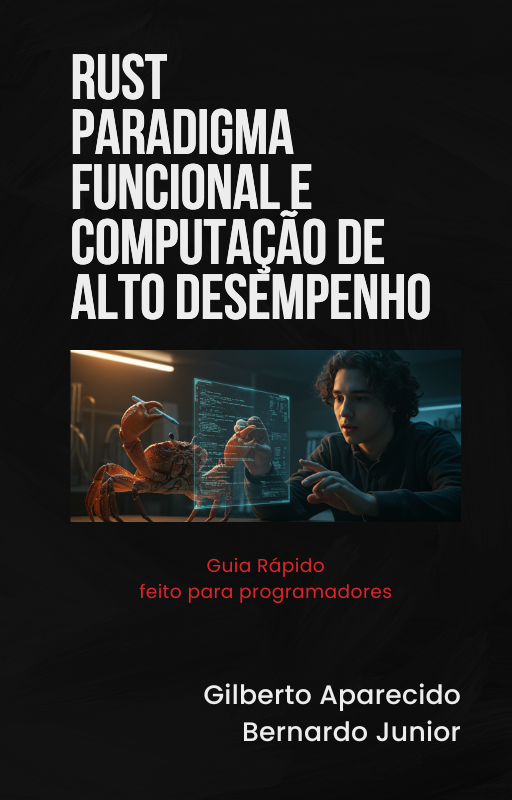 RUST
PARADIGMA
FUNCIONAL E
COMPUTAÇÃO DE
ALTO DESEMPENHO
Guia Rápido
feito para programadores
Gilberto Aparecido
Bernardo Junior